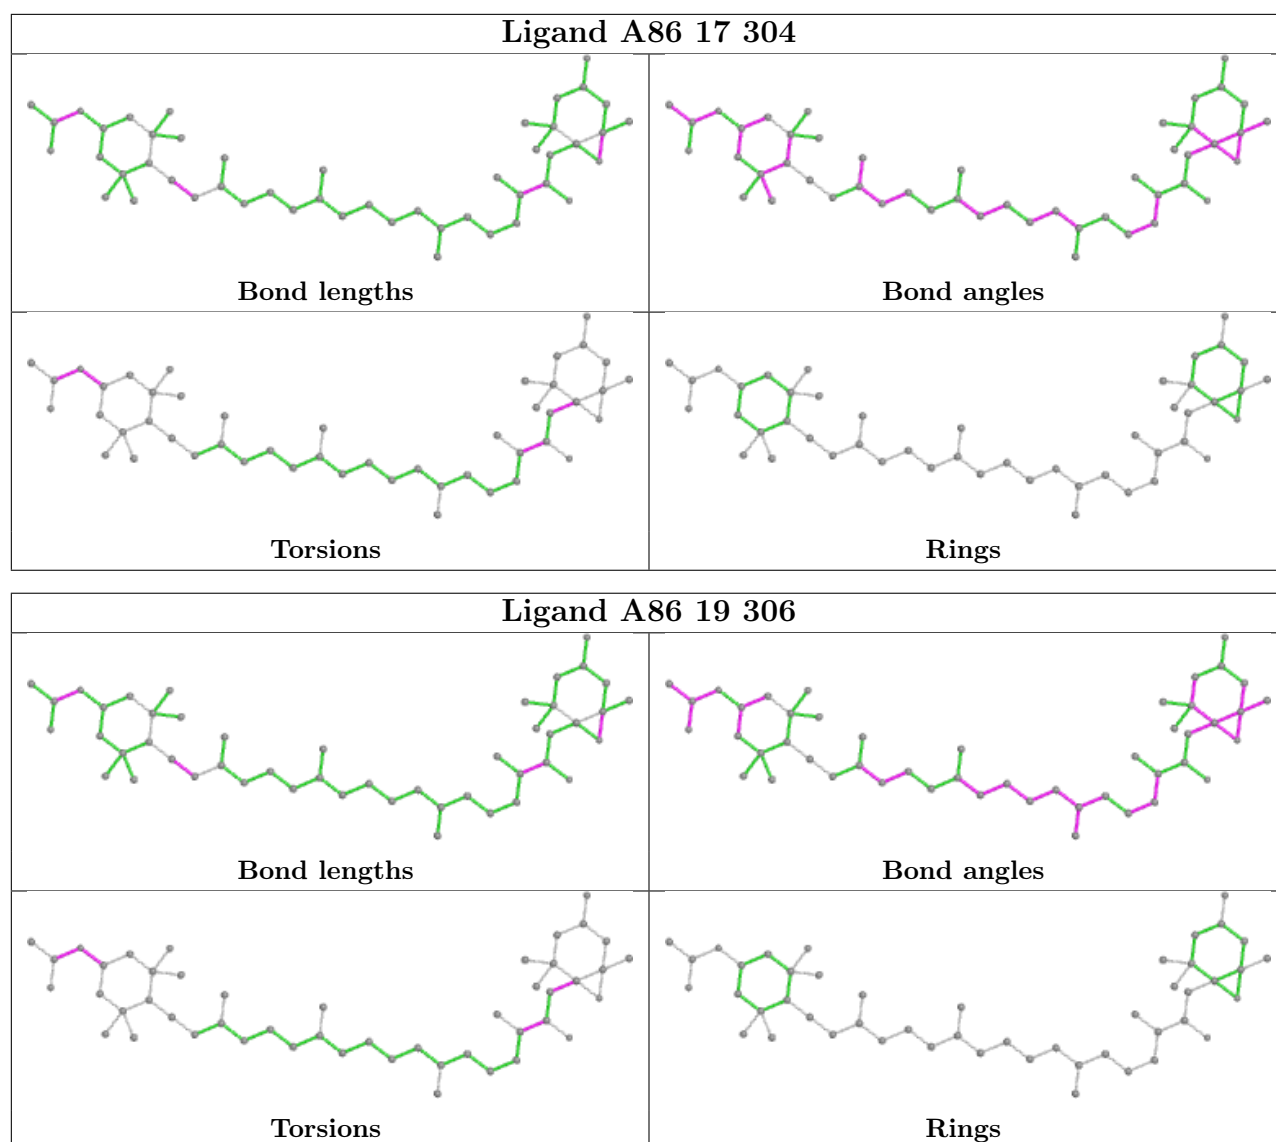 Ligand A86 17 304
Bond lengths
Bond angles
Torsions
Rings
Ligand A86 19 306
Bond lengths
Bond angles
Torsions
Rings